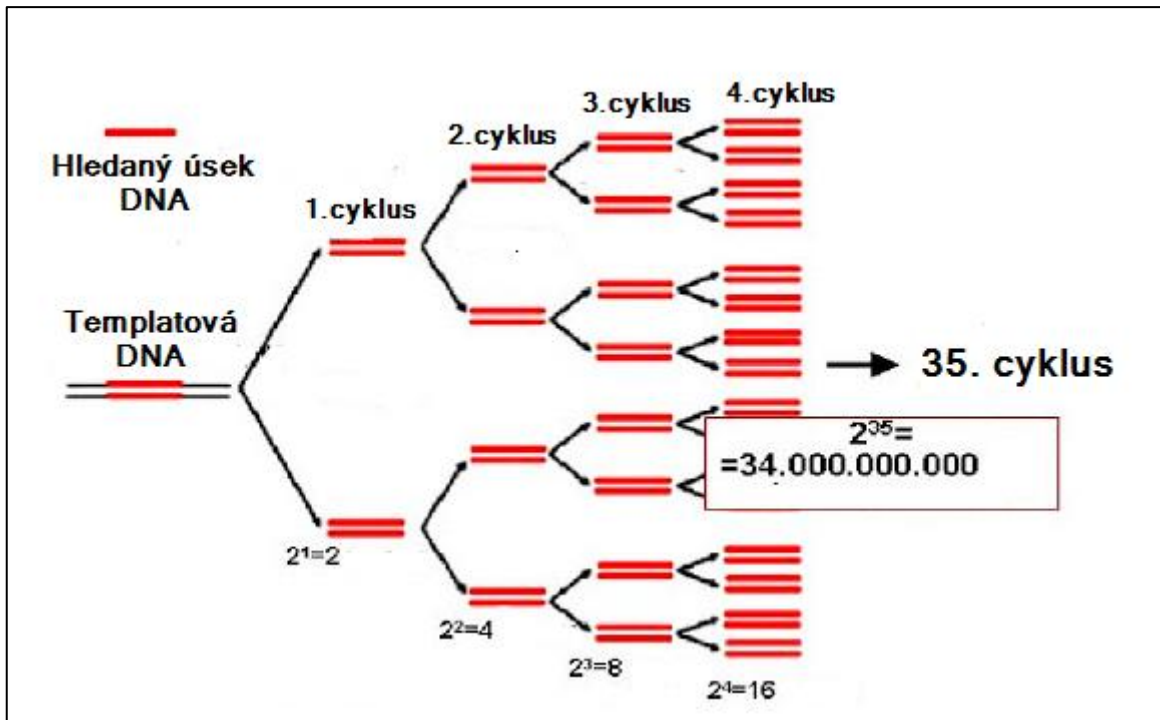 4.cyklus
3.cyklus
2.cyklus
1.cyklus
Hledaný úsek
DNA
Templatová
DNA
35. cyklus
2³⁵=
=34.000.000.000
2¹=2
2²=4
2³=8
2⁴=16